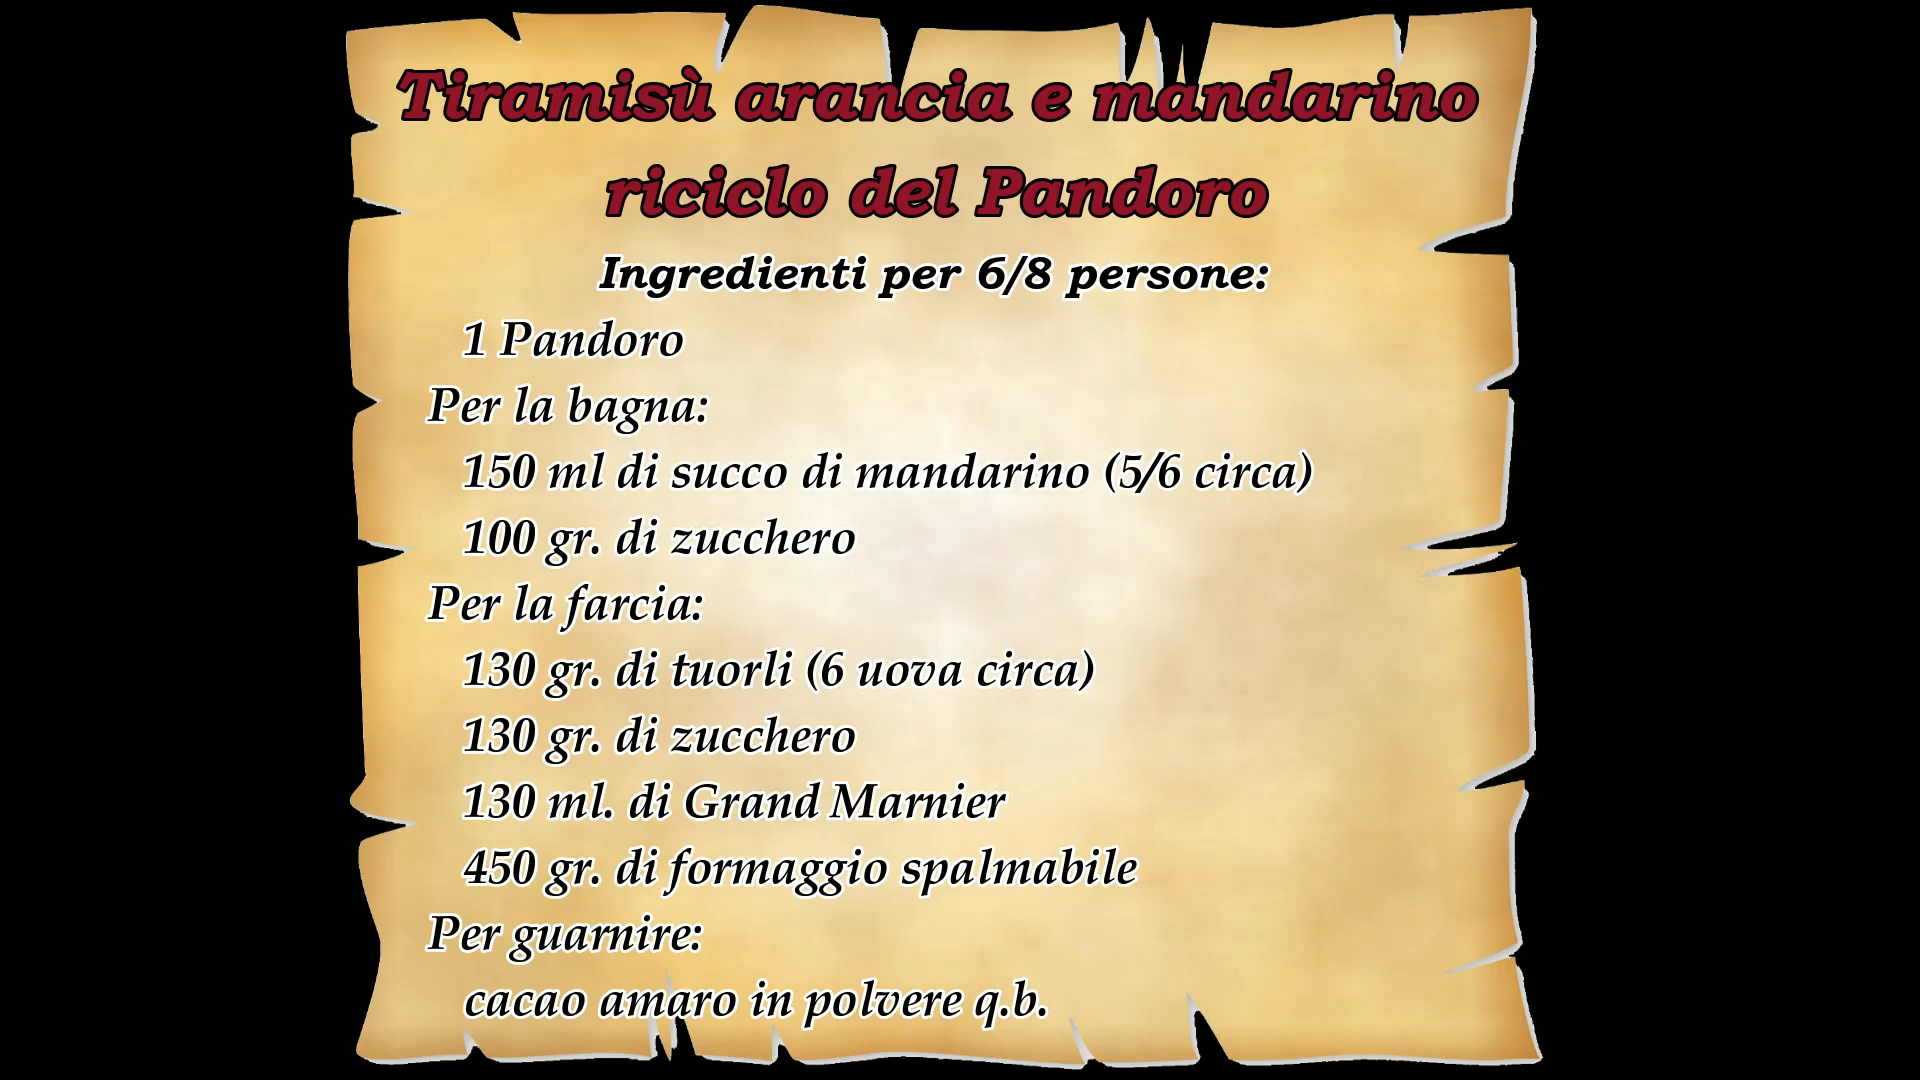 Tiramisù arancia e mandarino
riciclo del Pandoro
Ingredienti per 6/8 persone:
1 Pandoro
Per la bagna:
150 ml di succo di mandarino (5/6 circa)
100 gr. di zucchero
Per la farcia:
130 gr. di tuorli (6 uova circa)
130 gr. di zucchero
130 ml. di Grand Marnier
450 gr. di formaggio spalmabile
Per guarnire:
cacao amaro in polvere q.b.